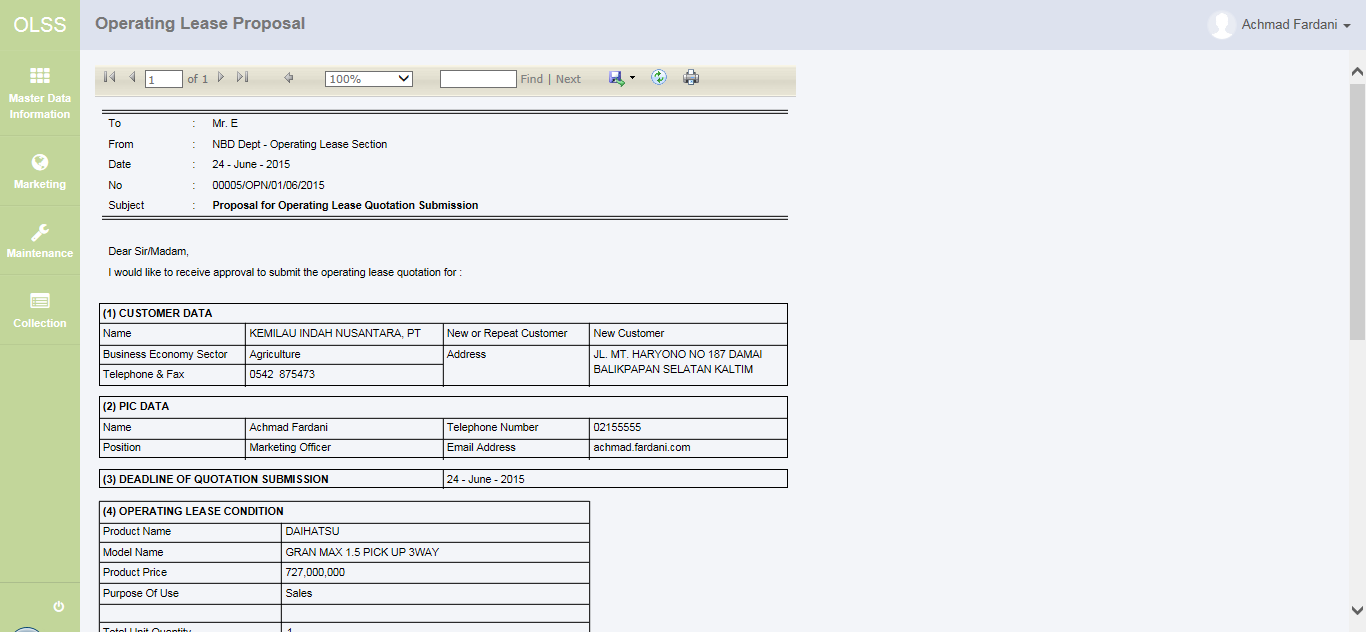 OLSS
Operating Lease Proposal
Achmad Fardani
Master Data
Information
Marketing
Maintenance
Collection
1 of 1 100% Find | Next
To : Mr. E
From : NBD Dept - Operating Lease Section
Date : 24 - June - 2015
No : 00005/OPN/01/06/2015
Subject : Proposal for Operating Lease Quotation Submission
Dear Sir/Madam,
I would like to receive approval to submit the operating lease quotation for :
(1) CUSTOMER DATA
Name KEMILAU INDAH NUSANTARA, PT New or Repeat Customer New Customer
Business Economy Sector Agriculture Address JL. MT. HARYONO NO 187 DAMAI
BALIKPAPAN SELATAN KALTIM
Telephone & Fax 0542 875473
(2) PIC DATA
Name Achmad Fardani Telephone Number 02155555
Position Marketing Officer Email Address achmad.fardani.com
(3) DEADLINE OF QUOTATION SUBMISSION 24 - June - 2015
(4) OPERATING LEASE CONDITION
Product Name DAIHATSU
Model Name GRAN MAX 1.5 PICK UP 3WAY
Product Price 727,000,000
Purpose Of Use Sales
Total Unit Quantity 1